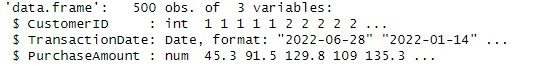 'data.frame':   500 obs. of  3 variables:
 $ CustomerID     : int  1 1 1 1 1 2 2 2 2 2 ...
 $ TransactionDate: Date, format: "2022-06-28" "2022-01-14" ...
 $ PurchaseAmount : num  45.3 91.5 129.8 109 135.3 ...